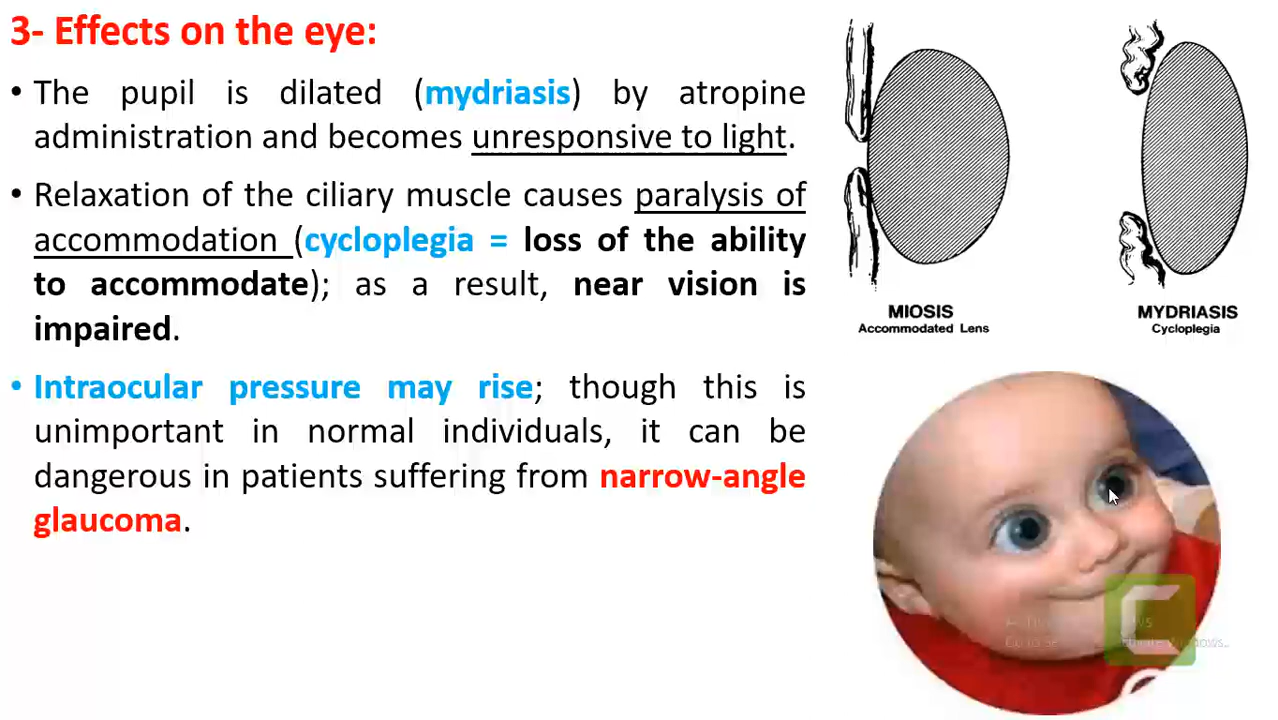 3- Effects on the eye:
• The pupil is dilated (mydriasis) by atropine
administration and becomes unresponsive to light.
• Relaxation of the ciliary muscle causes paralysis of
accommodation (cycloplegia = loss of the ability
to accommodate); as a result, near vision is
impaired.
• Intraocular pressure may rise; though this is
unimportant in normal individuals, it can be
dangerous in patients suffering from narrow-angle
glaucoma.
MIOSIS
Accommodated Lens
MYDRIASIS
Cycloplegia